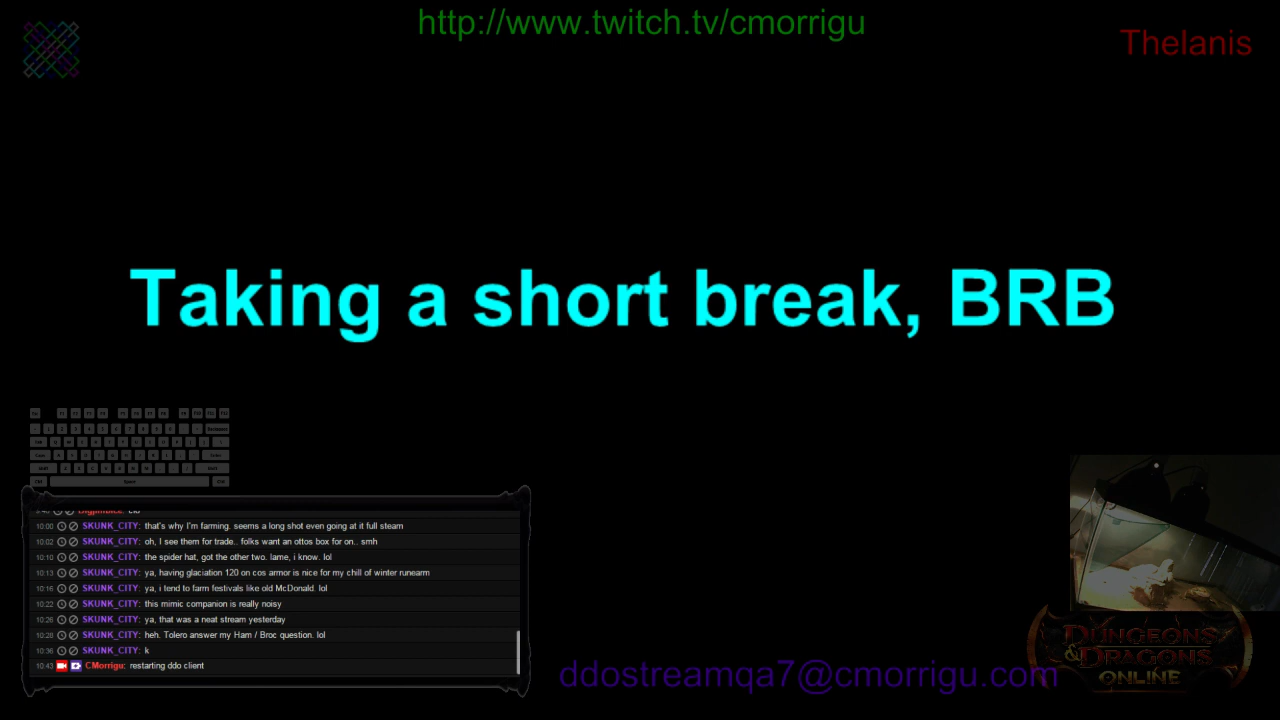 http://www.twitch.tv/cmorrigu
Thelanis
Taking a short break, BRB
10:00 SKUNK_CITY: that's why I'm farming. seems a long shot even going at it full steam
10:02 SKUNK_CITY: oh, I see them for trade.. folks want an ottos box for on.. smh
10:10 SKUNK_CITY: the spider hat, got the other two. lame, i know. lol
10:13 SKUNK_CITY: ya, having glaciation 120 on cos armor is nice for my chill of winter runearm
10:16 SKUNK_CITY: ya, i tend to farm festivals like old McDonald. lol
10:22 SKUNK_CITY: this mimic companion is really noisy
10:26 SKUNK_CITY: ya, that was a neat stream yesterday
10:28 SKUNK_CITY: heh. Tolero answer my Ham / Broc question. lol
10:36 SKUNK_CITY: k
10:43 CMorrigu: restarting ddo client
ddostreamqa7@cmorrigu.com
DUNGEONS
& DRAGONS
ONLINE